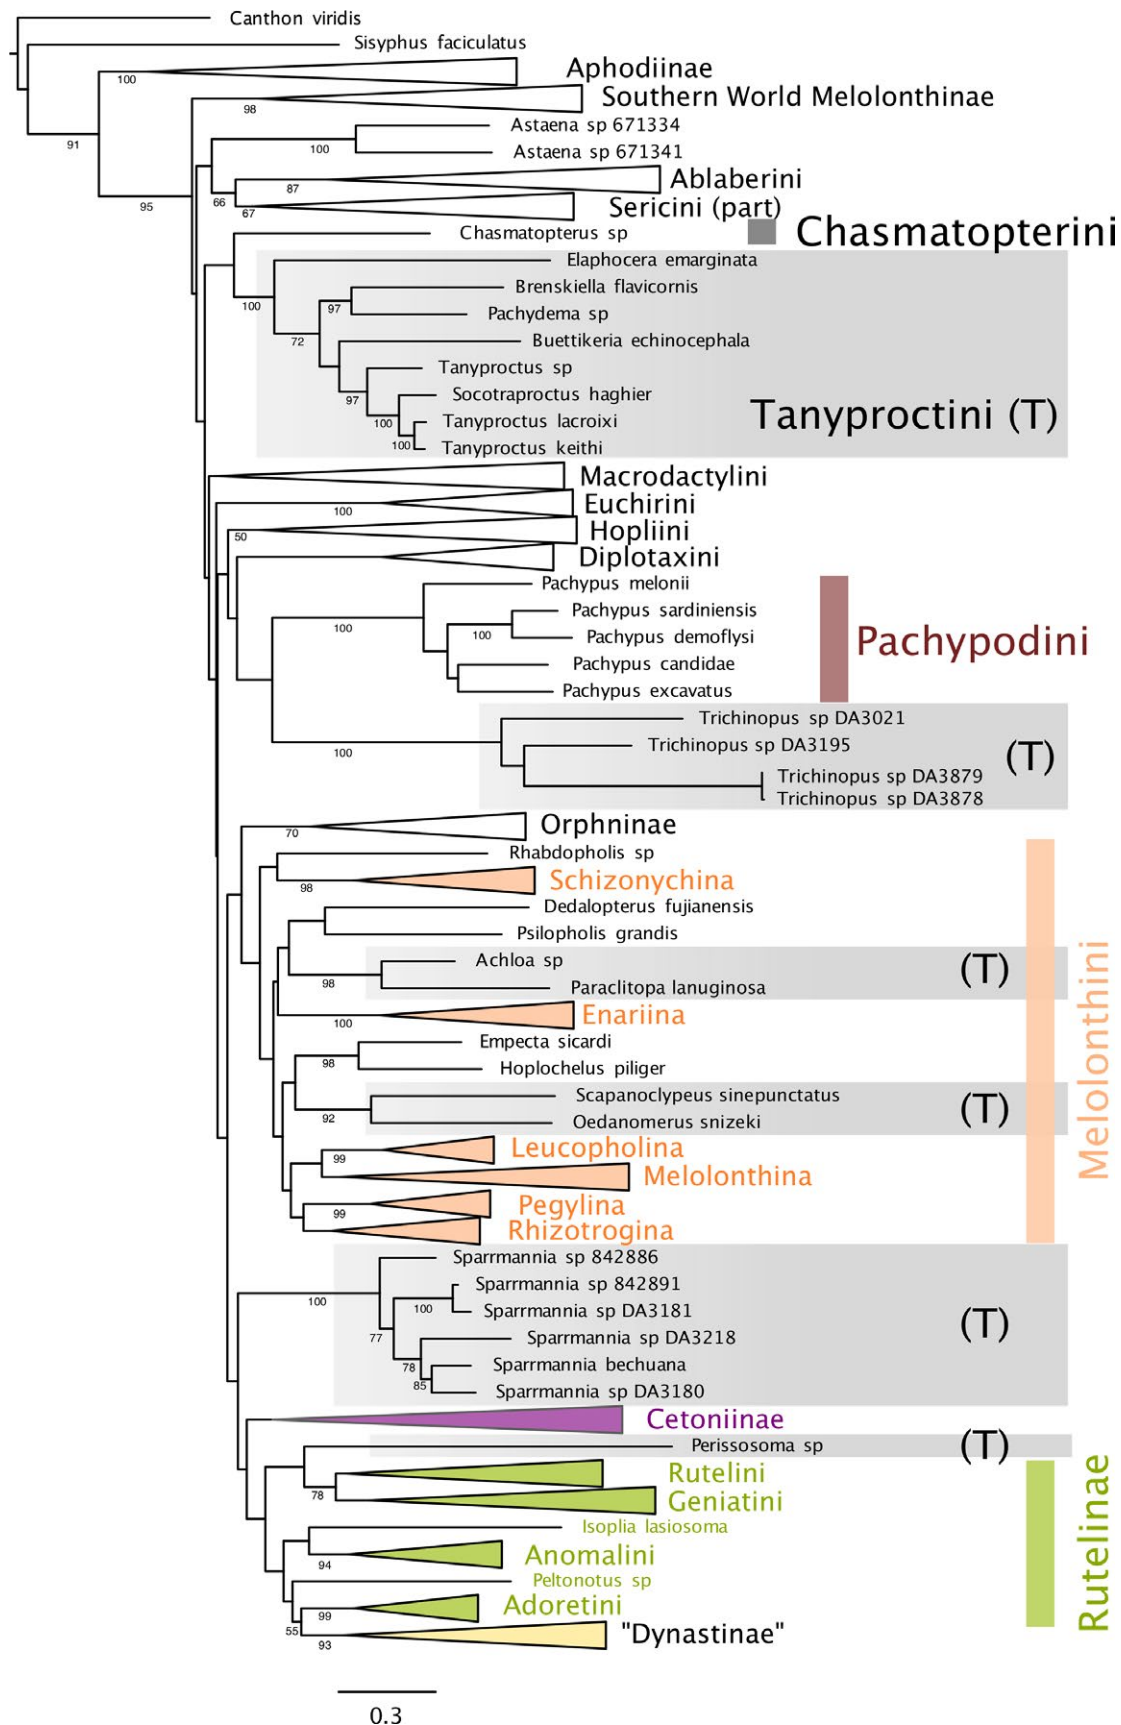 Canthon viridis
Sisyphus faciculatus
100
Aphodiinae
98
Southern World Melolonthinae
91
Astaena sp 671334
100
Astaena sp 671341
87
Ablaberini
95
66
67
Sericini (part)
Chasmatopterus sp
Chasmatopterini
Elaphocera emarginata
100
Brenskiella flavicornis
97
Pachydema sp
72
Buettikeria echinocephala
Tanyproctus sp
97
Socotraproctus haghier
100
Tanyproctus lacroixi
100
Tanyproctus keithi
Tanyproctini (T)
Macrodactylini
100
Euchirini
50
Hopliini
Diplotaxini
Pachypus melonii
Pachypus sardiniensis
100
100
Pachypus demoflysi
Pachypodini
Pachypus candidae
Pachypus excavatus
Trichinopus sp DA3021
100
Trichinopus sp DA3195
(T)
Trichinopus sp DA3879
Trichinopus sp DA3878
70
Orphninae
Rhabdopholis sp
98
Schizonychina
Dedalopterus fujianensis
Psilopholis grandis
Achloa sp
(T)
98
Paraclitopa lanuginosa
100
Enariina
Empecta sicardi
98
Hoplochelus piliger
Melolonthini
Scapanoclypeus sinepunctatus
(T)
92
Oedanomerus snizeki
99
Leucopholina
Melolonthina
99
Pegylina
Rhizotrogina
Sparrmannia sp 842886
Sparrmannia sp 842891
100
100
Sparrmannia sp DA3181
(T)
77
Sparrmannia sp DA3218
78
Sparrmannia bechuana
85
Sparrmannia sp DA3180
Cetoniinae
Perissosoma sp
(T)
Rutelini
78
Geniatini
Isoplia lasiosoma
Rutelinae
94
Anomalini
Peltonotus sp
99
Adoretini
55
93
"Dynastinae"
0.3